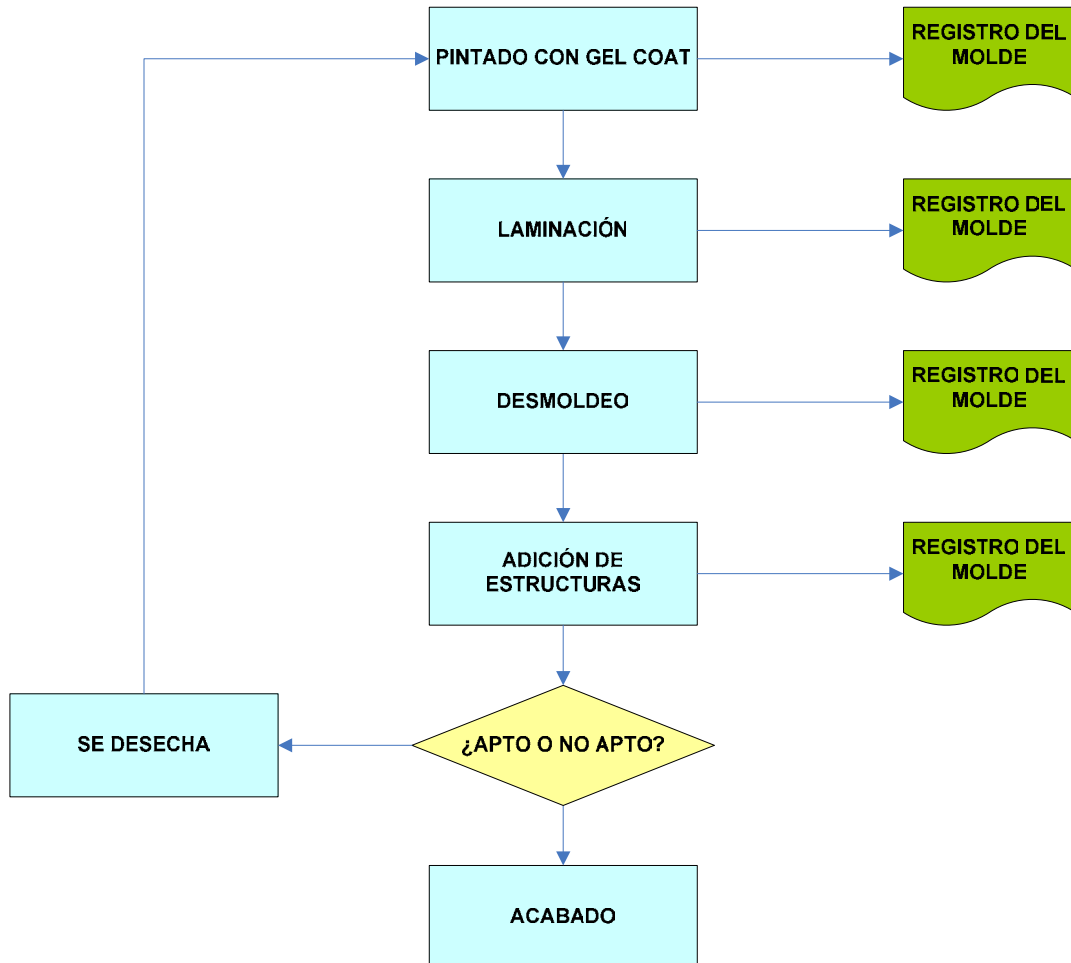 PINTADO CON GEL COAT
REGISTRO DEL
MOLDE
LAMINACIÓN
REGISTRO DEL
MOLDE
DESMOLDEO
REGISTRO DEL
MOLDE
ADICIÓN DE
ESTRUCTURAS
REGISTRO DEL
MOLDE
SE DESECHA
¿APTO O NO APTO?
ACABADO